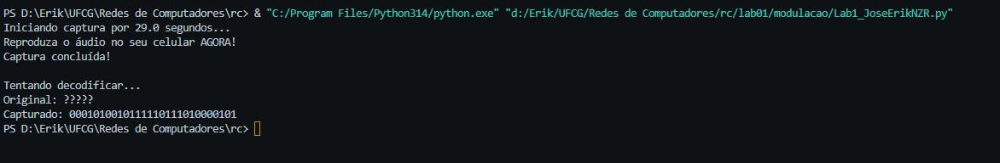 PS D:\Erik\UFCG\Redes de Computadores\rc> & "C:/Program Files/Python314/python.exe" "d:/Erik/UFCG/Redes de Computadores/rc/lab01/modulacao/Lab1_JoseErikNZR.py"
Iniciando captura por 29.0 segundos...
Reproduza o áudio no seu celular AGORA!
Captura concluída!

Tentando decodificar...
Original: ?????
Capturado: 0001010010111110111010000101
PS D:\Erik\UFCG\Redes de Computadores\rc>